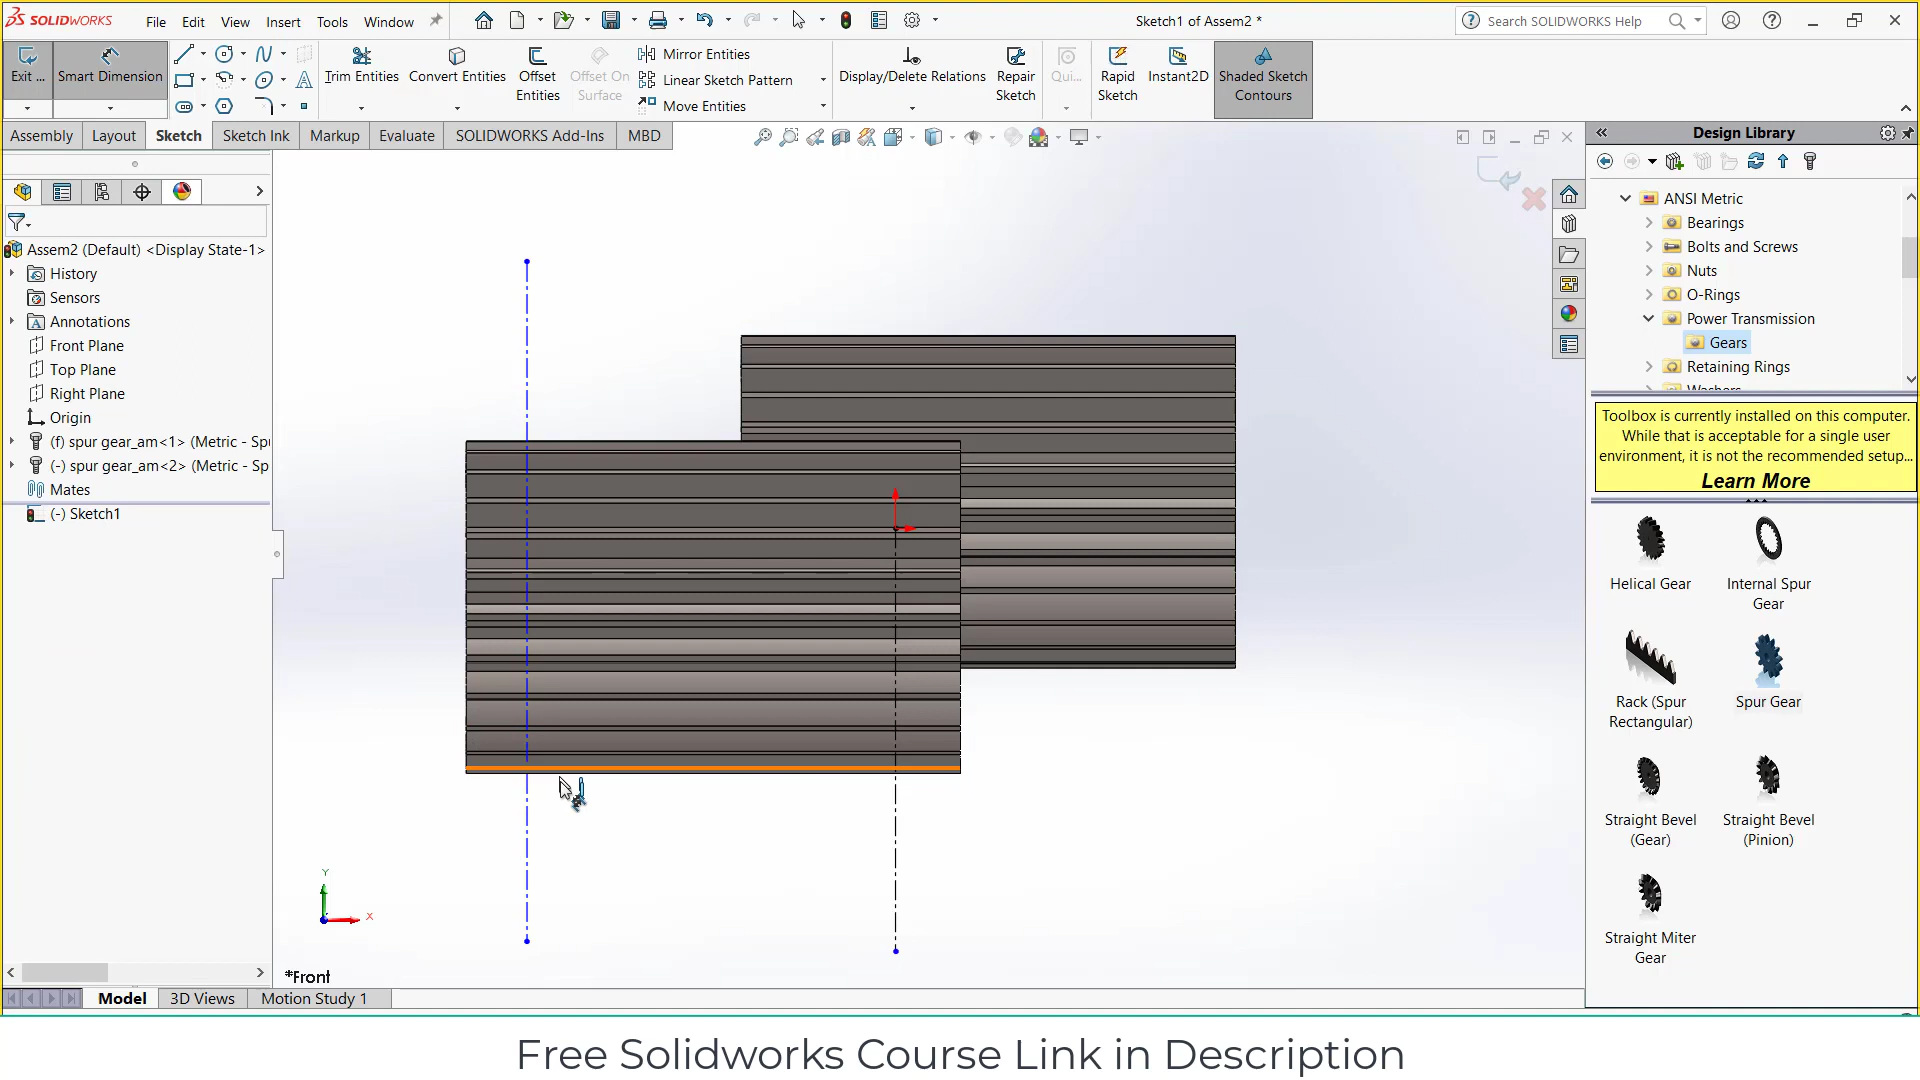 SOLIDWORKS
File
Edit
View
Insert
Tools
Window
Sketch1 of Assem2 *
Search SOLIDWORKS Help
Exit ...
Smart Dimension
Trim Entities
Convert Entities
Offset
Entities
Offset On
Surface
Mirror Entities
Linear Sketch Pattern
Move Entities
Display/Delete Relations
Repair
Sketch
Qui...
Rapid
Sketch
Instant2D
Shaded Sketch
Contours
Assembly
Layout
Sketch
Sketch Ink
Markup
Evaluate
SOLIDWORKS Add-Ins
MBD
Design Library
Assem2 (Default) <Display State-1>
History
Sensors
Annotations
Front Plane
Top Plane
Right Plane
Origin
(f) spur gear_am<1> (Metric - Spu
(-) spur gear_am<2> (Metric - Sp
Mates
(-) Sketch1
Y
X
*Front
ANSI Metric
Bearings
Bolts and Screws
Nuts
O-Rings
Power Transmission
Gears
Retaining Rings
Washers
Toolbox is currently installed on this computer.
While that is acceptable for a single user
environment, it is not the recommended setup...
Learn More
Helical Gear
Internal Spur
Gear
Rack (Spur
Rectangular)
Spur Gear
Straight Bevel
(Gear)
Straight Bevel
(Pinion)
Straight Miter
Gear
Model
3D Views
Motion Study 1
Free Solidworks Course Link in Description